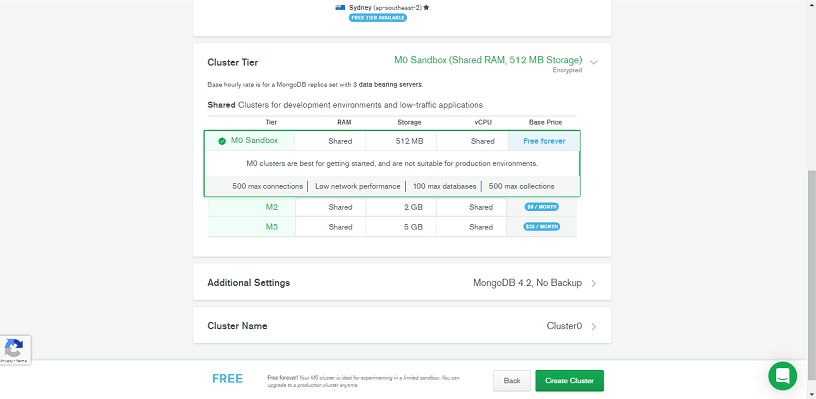 Sydney (ap-southeast-2) ★
FREE TIER AVAILABLE
Cluster Tier
M0 Sandbox (Shared RAM, 512 MB Storage)
Encrypted
Base hourly rate is for a MongoDB replica set with 3 data bearing servers.
Shared Clusters for development environments and low-traffic applications
Tier RAM Storage vCPU Base Price
M0 Sandbox Shared 512 MB Shared Free forever
M0 clusters are best for getting started, and are not suitable for production environments.
500 max connections | Low network performance | 100 max databases | 500 max collections
M2 Shared 2 GB Shared $9 / MONTH
M5 Shared 5 GB Shared $25 / MONTH
Additional Settings MongoDB 4.2, No Backup
Cluster Name Cluster0
Privacy - Terms
FREE
Free forever! Your M0 cluster is ideal for experimenting in a limited sandbox. You can
upgrade to a production cluster anytime.
Back
Create Cluster